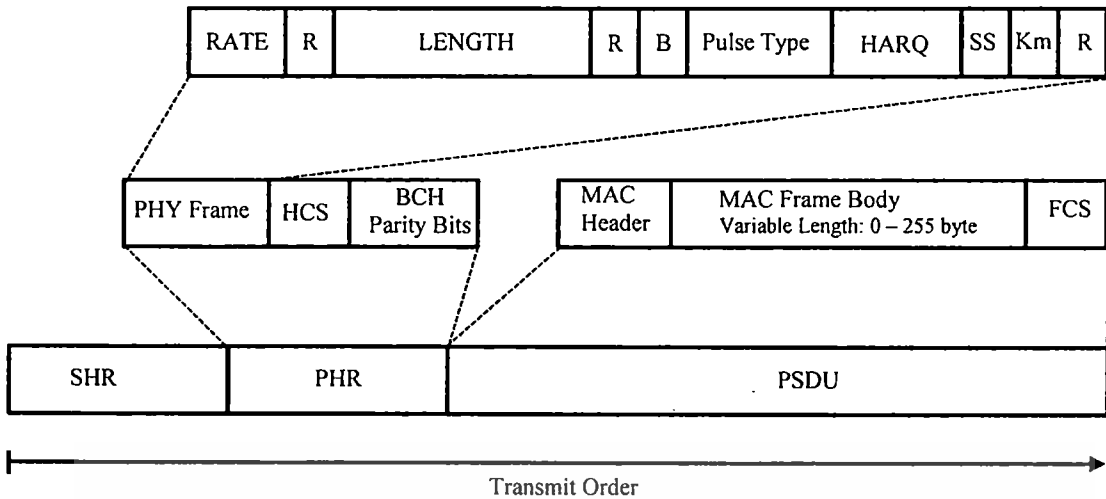 RATE R LENGTH R B Pulse Type HARQ SS Km R
PHY Frame HCS BCH Parity Bits MAC Header MAC Frame Body Variable Length: 0 – 255 byte FCS
SHR PHR PSDU
Transmit Order